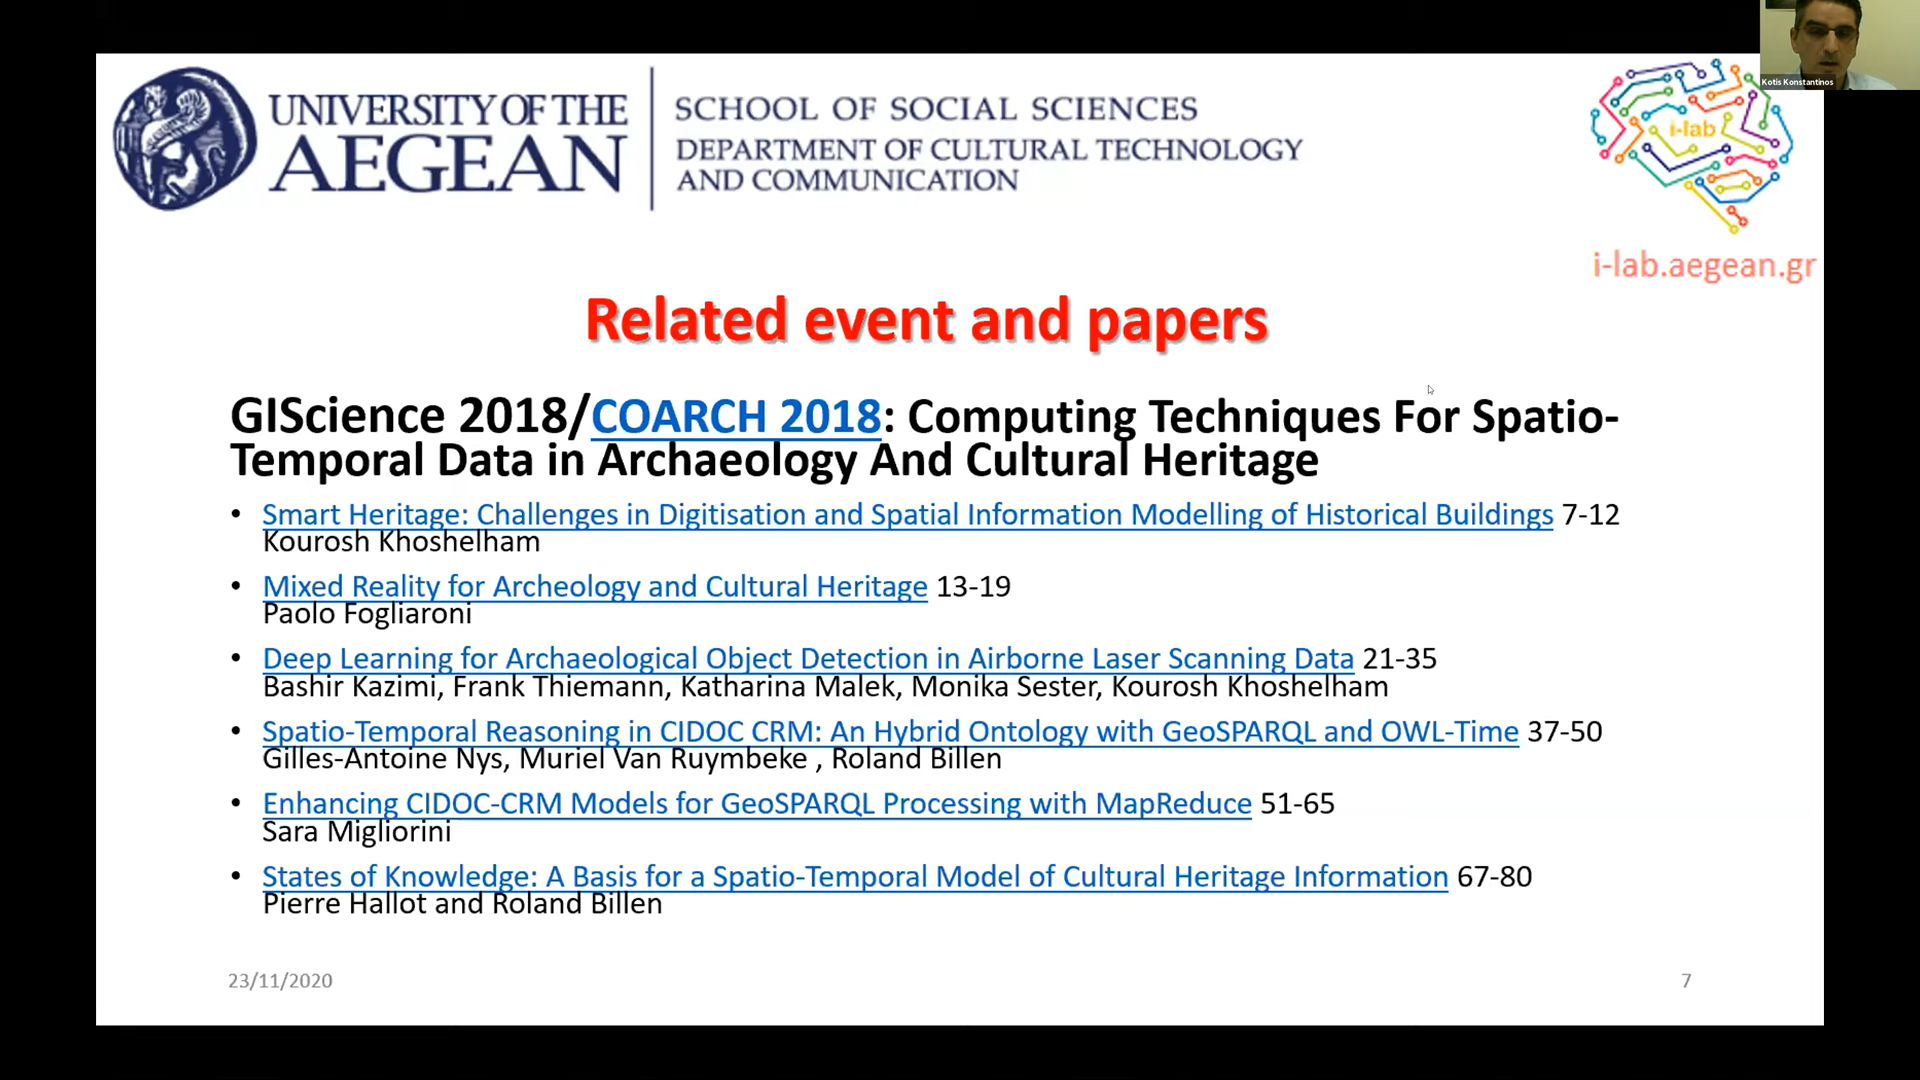 UNIVERSITY OF THE
AEGEAN
SCHOOL OF SOCIAL SCIENCES
DEPARTMENT OF CULTURAL TECHNOLOGY
AND COMMUNICATION
Kotis Konstantinos
i-lab
i-lab.aegean.gr
Related event and papers
GIScience 2018/COARCH 2018: Computing Techniques For Spatio-
Temporal Data in Archaeology And Cultural Heritage
• Smart Heritage: Challenges in Digitisation and Spatial Information Modelling of Historical Buildings 7-12
Kourosh Khoshelham
• Mixed Reality for Archeology and Cultural Heritage 13-19
Paolo Fogliaroni
• Deep Learning for Archaeological Object Detection in Airborne Laser Scanning Data 21-35
Bashir Kazimi, Frank Thiemann, Katharina Malek, Monika Sester, Kourosh Khoshelham
• Spatio-Temporal Reasoning in CIDOC CRM: An Hybrid Ontology with GeoSPARQL and OWL-Time 37-50
Gilles-Antoine Nys, Muriel Van Ruymbeke , Roland Billen
• Enhancing CIDOC-CRM Models for GeoSPARQL Processing with MapReduce 51-65
Sara Migliorini
• States of Knowledge: A Basis for a Spatio-Temporal Model of Cultural Heritage Information 67-80
Pierre Hallot and Roland Billen
23/11/2020
7